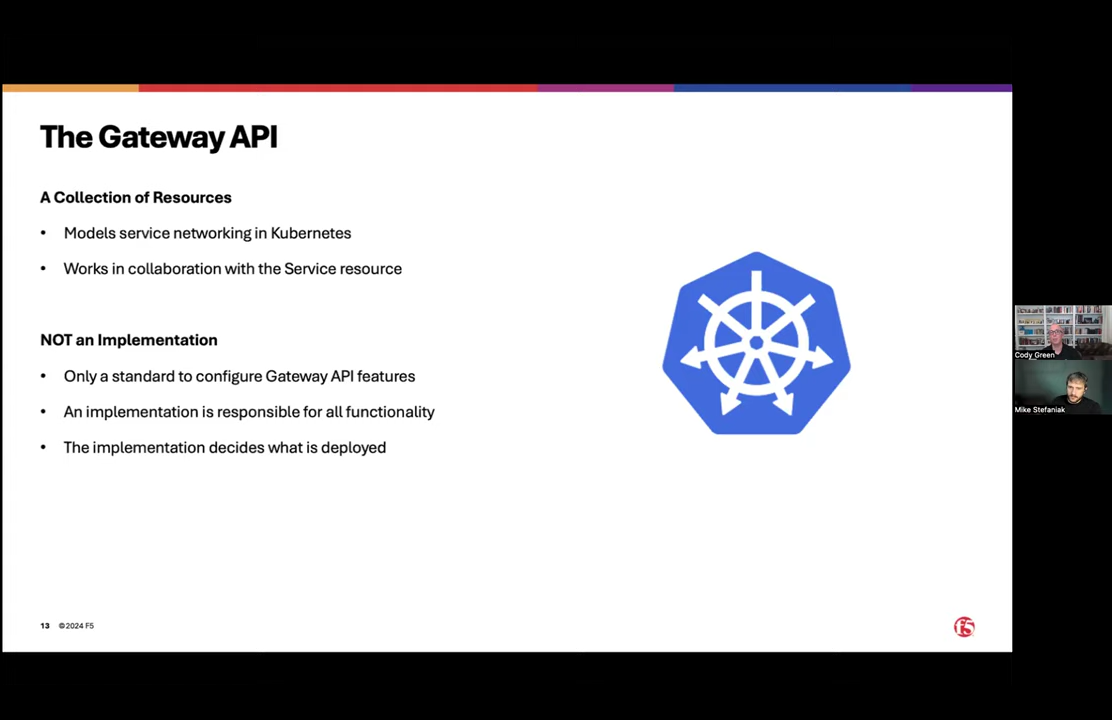 The Gateway API
A Collection of Resources
• Models service networking in Kubernetes
• Works in collaboration with the Service resource
NOT an Implementation
• Only a standard to configure Gateway API features
• An implementation is responsible for all functionality
• The implementation decides what is deployed
Cody Green
Mike Stefaniak
13 ©2024 F5
f5